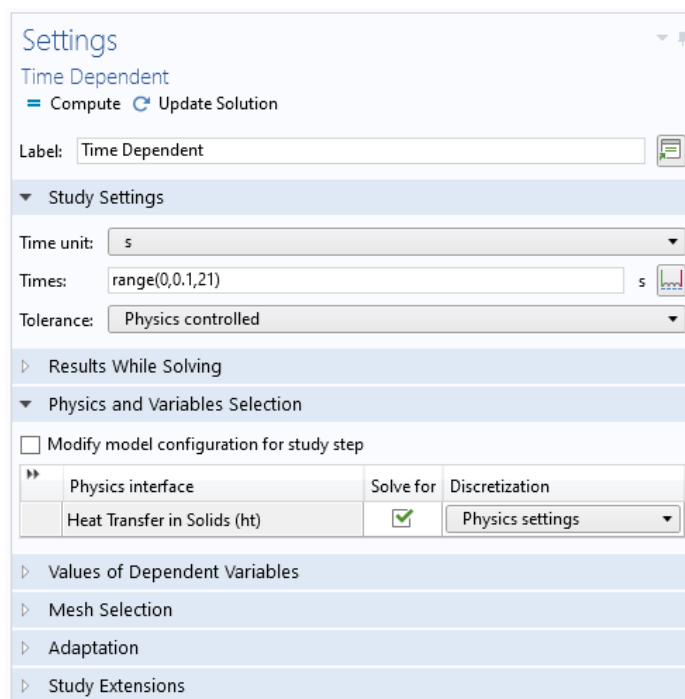 Settings
Time Dependent
= Compute Update Solution
Label: Time Dependent
Study Settings
Time unit: s
Times: range(0,0.1,21) s
Tolerance: Physics controlled
Results While Solving
Physics and Variables Selection
Modify model configuration for study step
Physics interface Solve for Discretization
Heat Transfer in Solids (ht) Physics settings
Values of Dependent Variables
Mesh Selection
Adaptation
Study Extensions